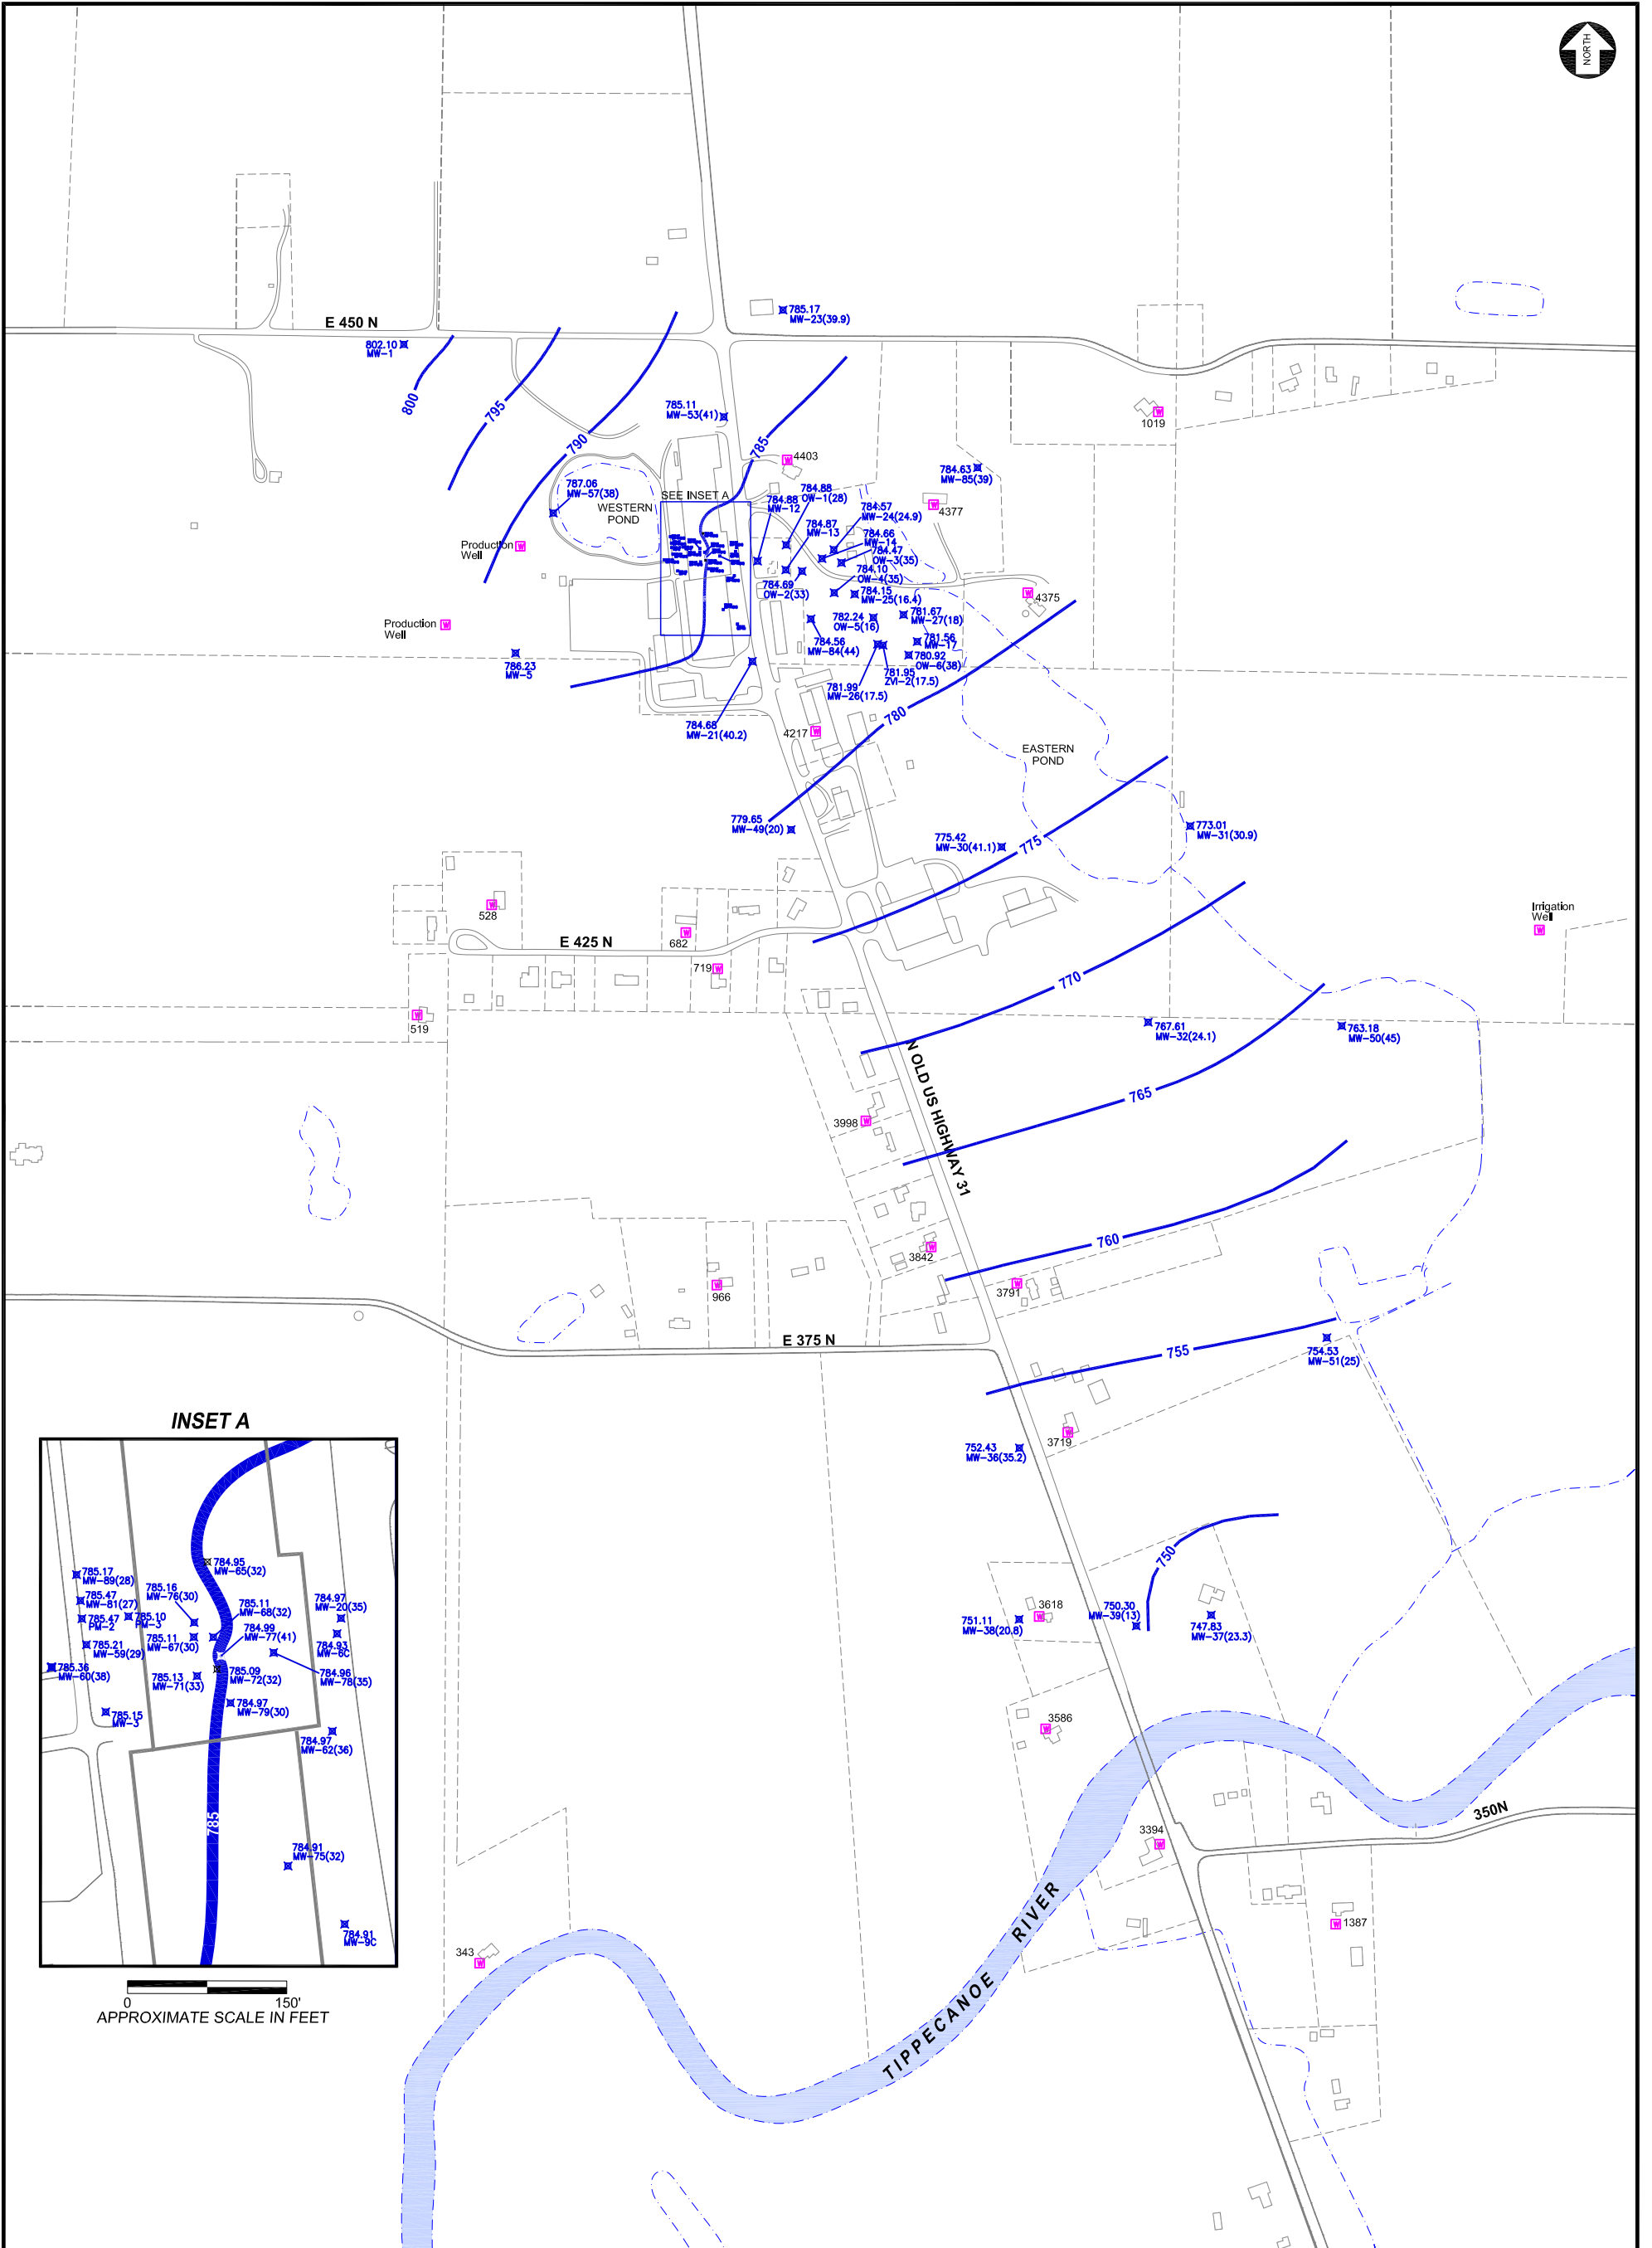 NORTH
785.17
MW-23(39.9)
E 450 N
802.10
MW-1
800
795
790
785
785.11
MW-53(41)
1019
4403
784.63
MW-85(39)
4377
787.06
MW-57(38)
WESTERN
POND
SEE INSET A
784.88
MW-12
784.88
OW-1(28)
784.87
MW-13
784.57
MW-24(24.9)
784.66
MW-14
784.47
OW-3(35)
Production
Well
784.69
OW-2(33)
784.10
OW-4(35)
784.15
MW-25(16.4)
4375
Production
Well
782.24
OW-5(16)
781.67
MW-27(18)
784.56
MW-84(44)
781.56
MW-17
780.92
OW-6(38)
786.23
MW-5
781.95
ZVI-2(17.5)
781.99
MW-26(17.5)
784.68
MW-21(40.2)
780
4217
EASTERN
POND
779.65
MW-49(20)
775.42
MW-30(41.1)
775
773.01
MW-31(30.9)
528
682
E 425 N
719
Irrigation
Well
770
519
767.61
MW-32(24.1)
763.18
MW-50(45)
N OLD US HIGHWAY 31
765
3998
760
3842
966
3791
E 375 N
755
754.53
MW-51(25)
3719
752.43
MW-36(35.2)
750
751.11
MW-38(20.8)
3618
750.30
MW-39(13)
747.83
MW-37(23.3)
3586
350N
3394
1387
343
TIPPECANOE RIVER
INSET A
784.95
MW-65(32)
785.17
MW-89(28)
785.16
MW-76(30)
785.47
MW-81(27)
785.11
MW-68(32)
784.97
MW-20(35)
785.47
PM-2
785.10
PM-3
784.99
MW-77(41)
785.11
MW-67(30)
784.93
MW-6C
785.21
MW-59(29)
785.36
MW-60(38)
785.13
MW-71(33)
785.09
MW-72(32)
784.96
MW-78(35)
784.97
MW-79(30)
785.15
MW-3
784.97
MW-62(36)
785
784.91
MW-75(32)
784.91
MW-9C
0 150'
APPROXIMATE SCALE IN FEET